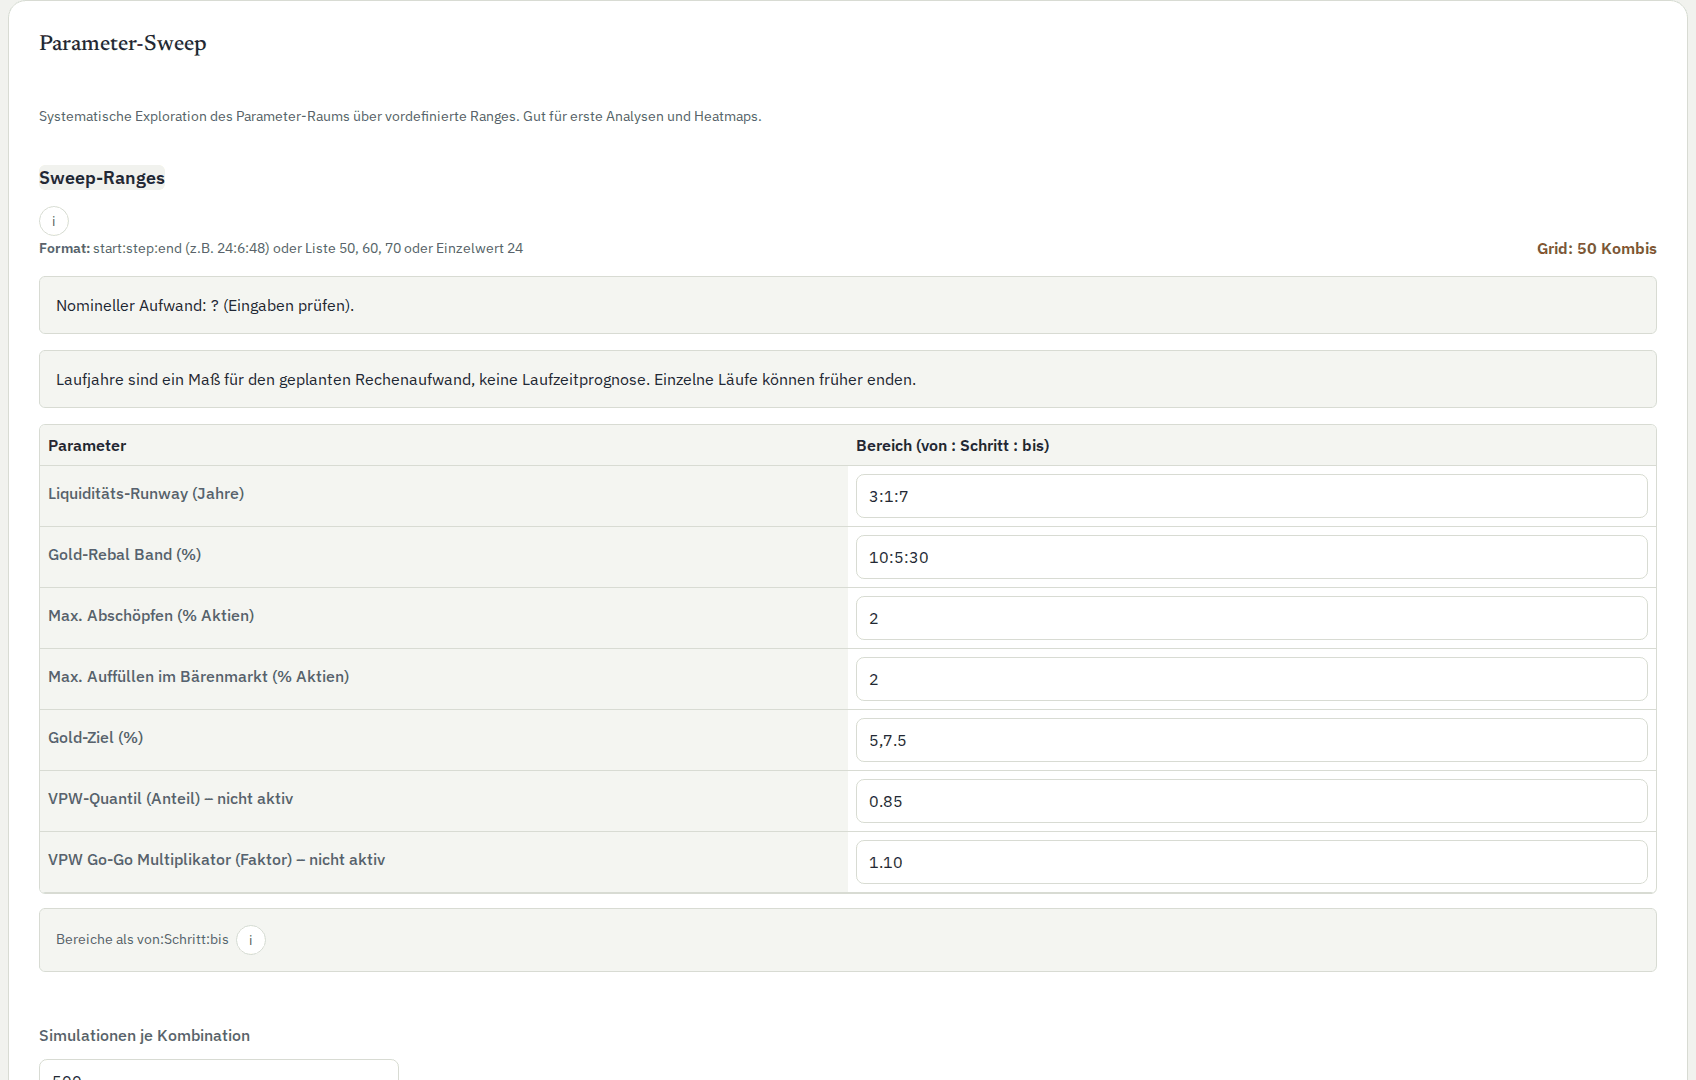 Parameter-Sweep
Systematische Exploration des Parameter-Raums über vordefinierte Ranges. Gut für erste Analysen und Heatmaps.
Sweep-Ranges
i
Format: start:step:end (z.B. 24:6:48) oder Liste 50, 60, 70 oder Einzelwert 24
Grid: 50 Kombis
Nomineller Aufwand: ? (Eingaben prüfen).
Laufjahre sind ein Maß für den geplanten Rechenaufwand, keine Laufzeitprognose. Einzelne Läufe können früher enden.
Parameter
Bereich (von : Schritt : bis)
Liquiditäts-Runway (Jahre)
3:1:7
Gold-Rebal Band (%)
10:5:30
Max. Abschöpfen (% Aktien)
2
Max. Auffüllen im Bärenmarkt (% Aktien)
2
Gold-Ziel (%)
5,7.5
VPW-Quantil (Anteil) – nicht aktiv
0.85
VPW Go-Go Multiplikator (Faktor) – nicht aktiv
1.10
Bereiche als von:Schritt:bis i
Simulationen je Kombination
500